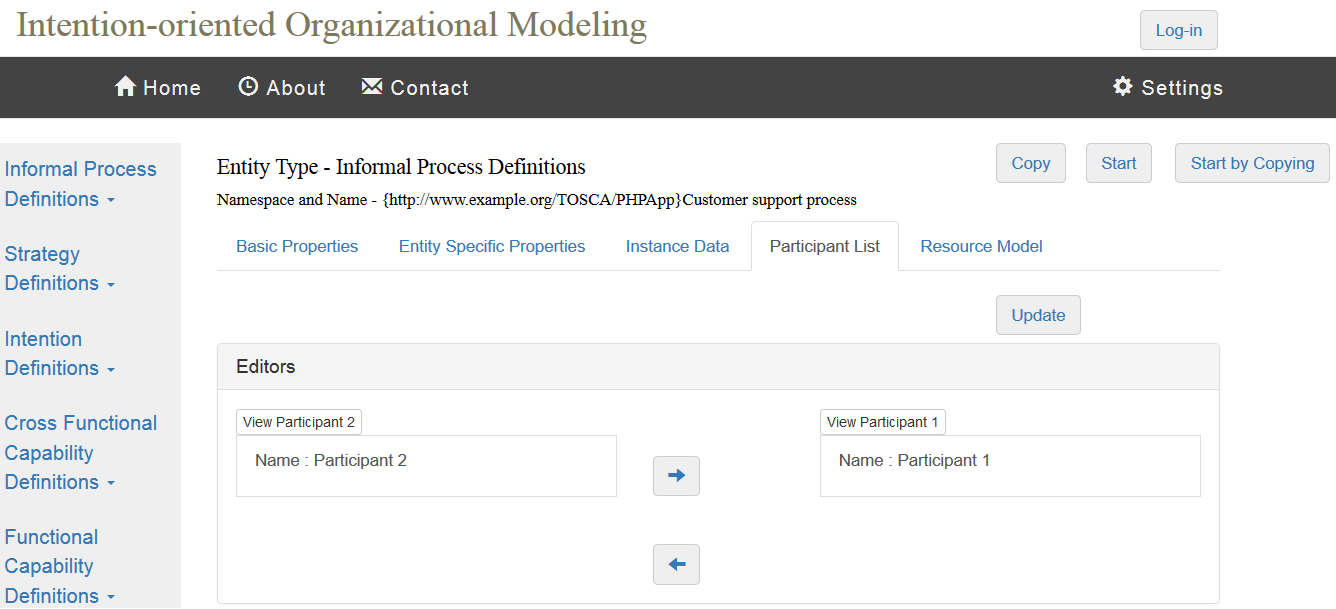 Intention-oriented Organizational Modeling
Log-in
Home
About
Contact
Settings
Informal Process
Definitions
Strategy
Definitions
Intention
Definitions
Cross Functional
Capability
Definitions
Functional
Capability
Definitions
Entity Type - Informal Process Definitions
Copy
Start
Start by Copying
Namespace and Name - {http://www.example.org/TOSCA/PHPApp}Customer support process
Basic Properties
Entity Specific Properties
Instance Data
Participant List
Resource Model
Update
Editors
View Participant 2
Name : Participant 2
View Participant 1
Name : Participant 1